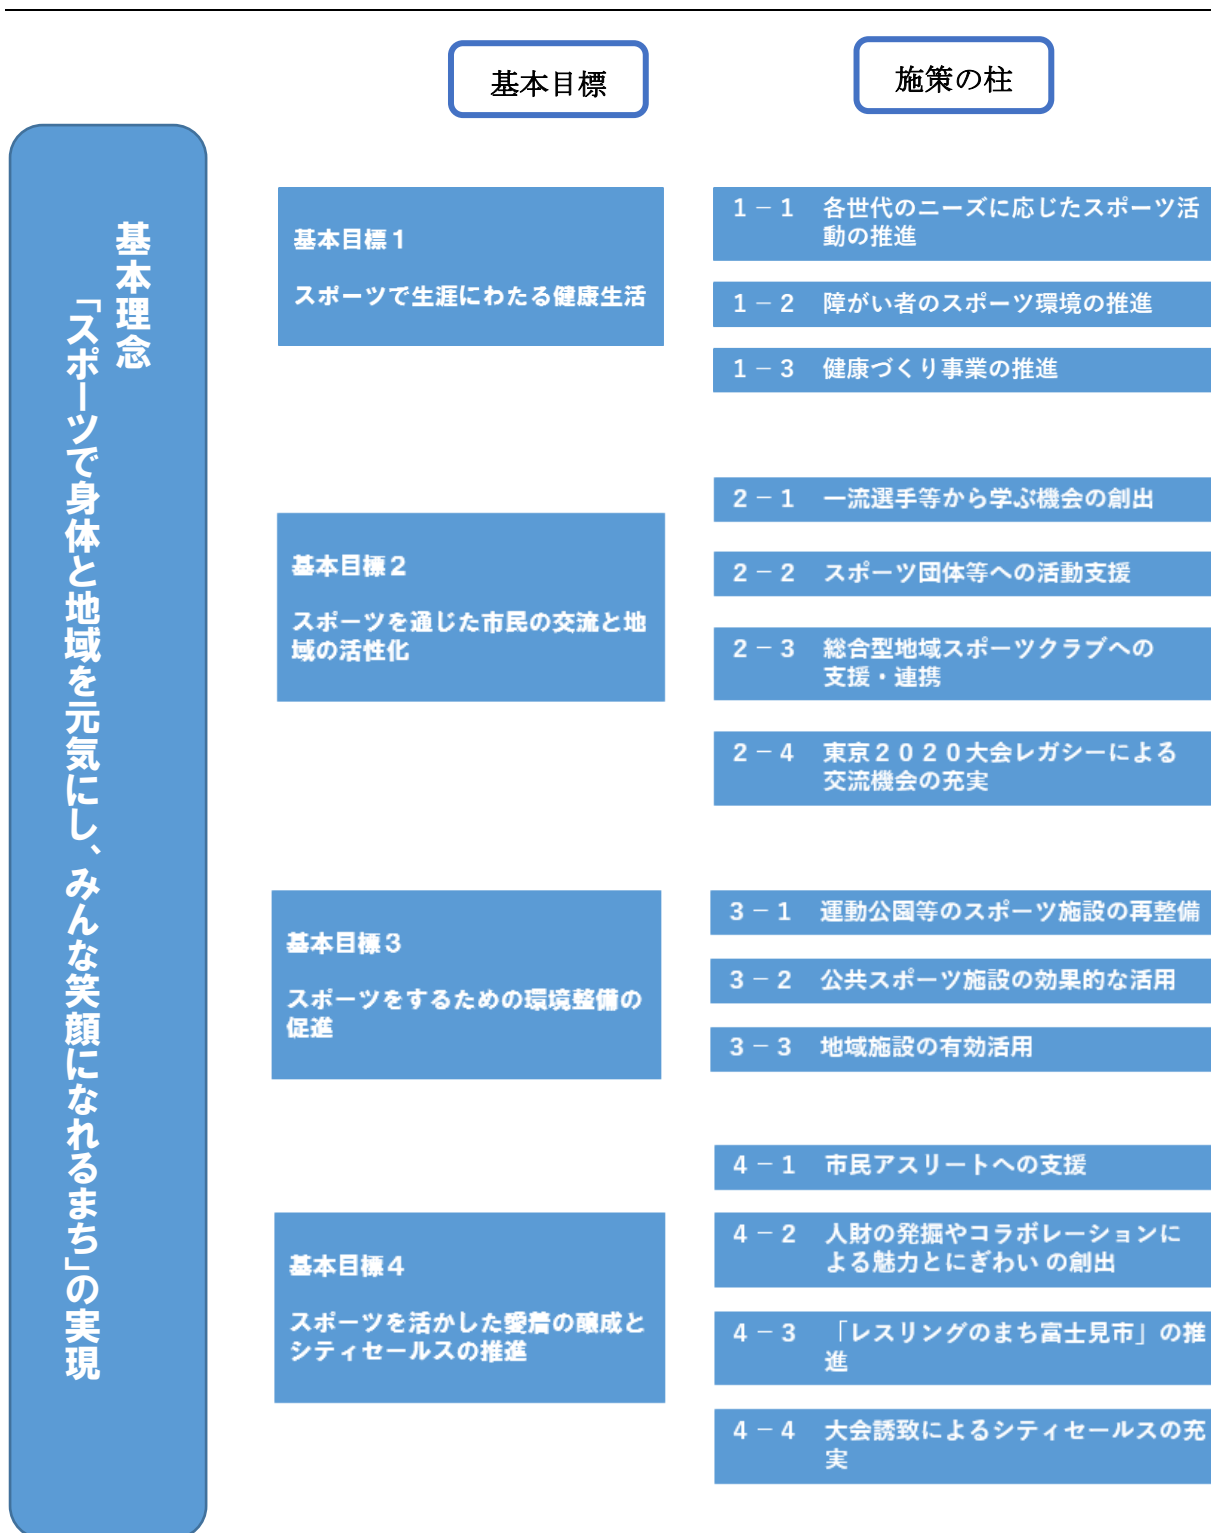 基本目標
施策の柱
基本理念
「スポーツで身体と地域を元気にし、みんな笑顔になれるまち」の実現
基本目標１
スポーツで生涯にわたる健康生活
１－１ 各世代のニーズに応じたスポーツ活
動の推進
１－２ 障がい者のスポーツ環境の推進
１－３ 健康づくり事業の推進
基本目標２
スポーツを通じた市民の交流と地
域の活性化
２－１ 一流選手等から学ぶ機会の創出
２－２ スポーツ団体等への活動支援
２－３ 総合型地域スポーツクラブへの
支援・連携
２－４ 東京２０２０大会レガシーによる
交流機会の充実
基本目標３
スポーツをするための環境整備の
促進
３－１ 運動公園等のスポーツ施設の再整備
３－２ 公共スポーツ施設の効果的な活用
３－３ 地域施設の有効活用
基本目標４
スポーツを活かした愛着の醸成と
シティセールスの推進
４－１ 市民アスリートへの支援
４－２ 人財の発掘やコラボレーションに
よる魅力とにぎわい の創出
４－３ 「レスリングのまち富士見市」の推
進
４－４ 大会誘致によるシティセールスの充
実